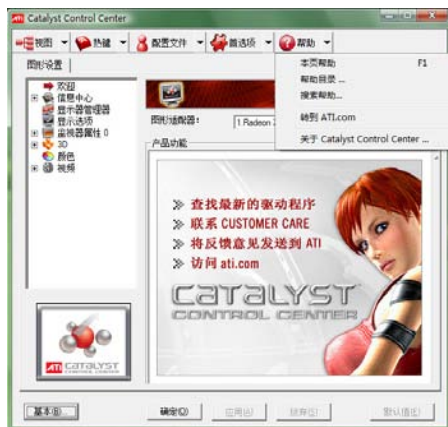 ATI Catalyst Control Center
视图 热键 配置文件 首选项 帮助
本页帮助 F1
帮助目录 ...
搜索帮助...
转到 ATI.com
关于 Catalyst Control Center ...
图形设置
欢迎
信息中心
显示器管理器
显示选项
监视器属性 0
3D
颜色
视频
图形适配器：
1 Radeon
产品功能
查找最新的驱动程序
联系 CUSTOMER CARE
将反馈意见发送到 ATI
访问 ati.com
CATALYST
CONTROL CENTER
ATI CATALYST
CONTROL CENTER
基本(B)...
确定(O)
应用(A)
默认值(E)